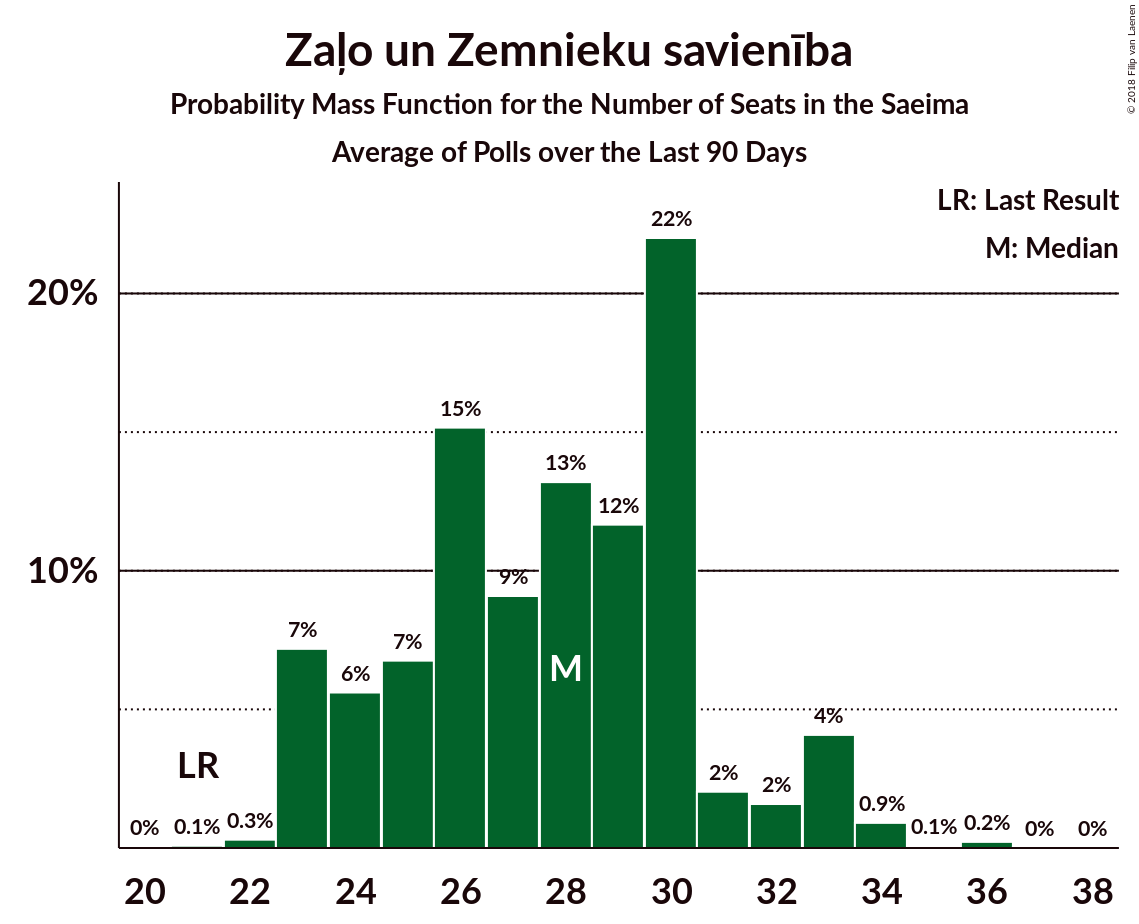 Zaļo un Zemnieku savienība
Probability Mass Function for the Number of Seats in the Saeima
Average of Polls over the Last 90 Days
© 2018 Filip van Laenen
LR: Last Result
M: Median
20%
10%
0%
0.1%
0.3%
7%
6%
7%
15%
9%
13%
12%
22%
2%
2%
4%
0.9%
0.1%
0.2%
0%
0%
LR
M
20 22 24 26 28 30 32 34 36 38